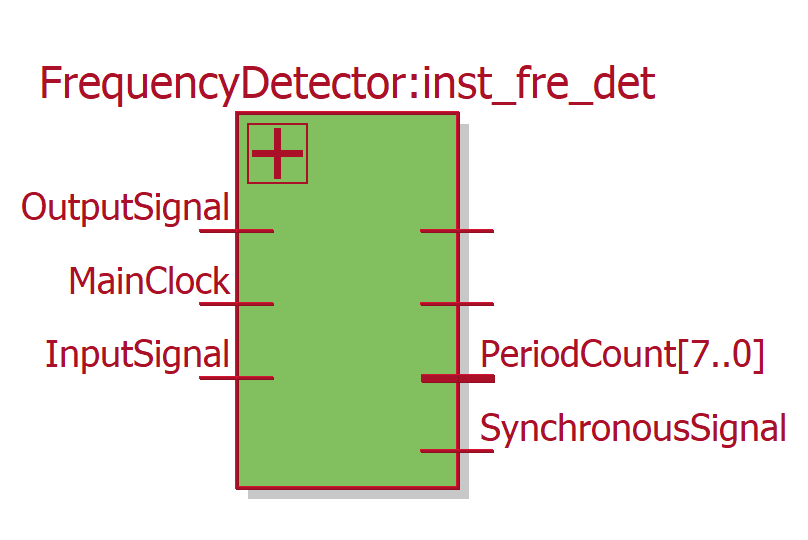 FrequencyDetector:inst_fre_det
OutputSignal
MainClock
InputSignal
PeriodCount[7..0]
SynchronousSignal